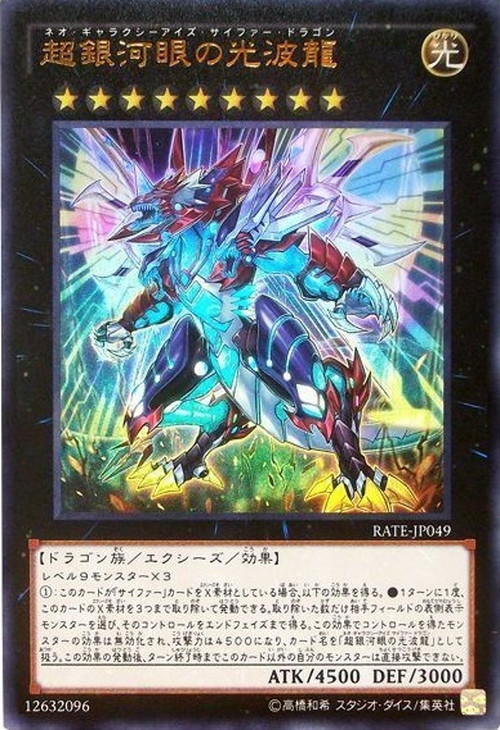 ネオ・ギャラクシーアイズ・サイファー・ドラゴン
超銀河眼の光波龍
ひかり
光
RATE-JP049
【ドラゴン族／エクシーズ／効果】
レベル９モンスター×３
①：このカードが「サイファー」カードをX素材としている場合、以下の効果を得る。●１ターンに１度、
このカードのX素材を３つまで取り除いて発動できる。取り除いた数だけ相手フィールドの表側表示
モンスターを選び、そのコントロールをエンドフェイズまで得る。この効果でコントロールを得たモン
スターの効果は無効化され、攻撃力は４５００になり、カード名を「超銀河眼の光波龍」として
扱う。この効果の発動後、ターン終了時までこのカード以外の自分のモンスターは直接攻撃できない。
ATK/4500 DEF/3000
12632096
©高橋和希 スタジオ・ダイス/集英社